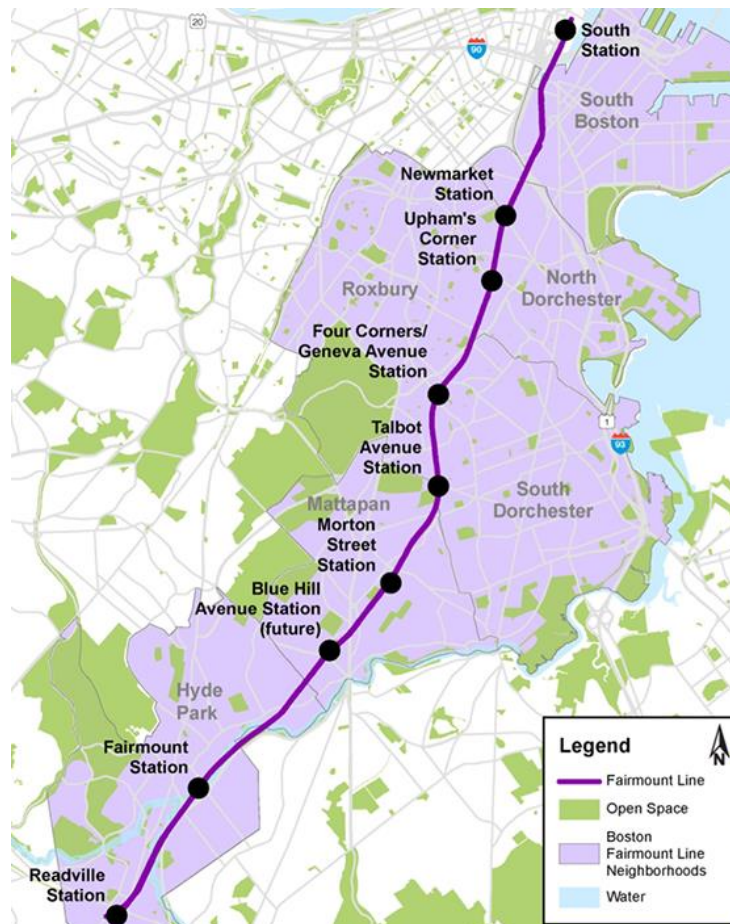 20
90
South
Station
South
Boston
Newmarket
Station
Upham's
Corner
Station
Roxbury
North
Dorchester
Four Corners/
Geneva Avenue
Station
1
93
Talbot
Avenue
Station
Mattapan
South
Dorchester
Morton
Street
Station
Blue Hill
Avenue Station
(future)
Hyde
Park
Fairmount
Station
Readville
Station
Legend
N
Fairmount Line
Open Space
Boston
Fairmount Line
Neighborhoods
Water